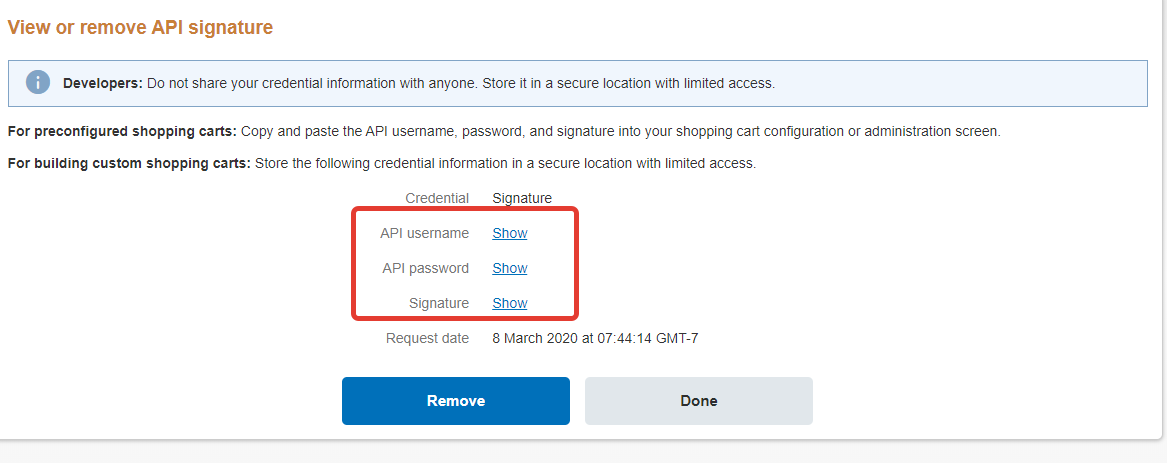 View or remove API signature
Developers: Do not share your credential information with anyone. Store it in a secure location with limited access.
For preconfigured shopping carts: Copy and paste the API username, password, and signature into your shopping cart configuration or administration screen.
For building custom shopping carts: Store the following credential information in a secure location with limited access.
Credential Signature
API username Show
API password Show
Signature Show
Request date 8 March 2020 at 07:44:14 GMT-7
Remove Done